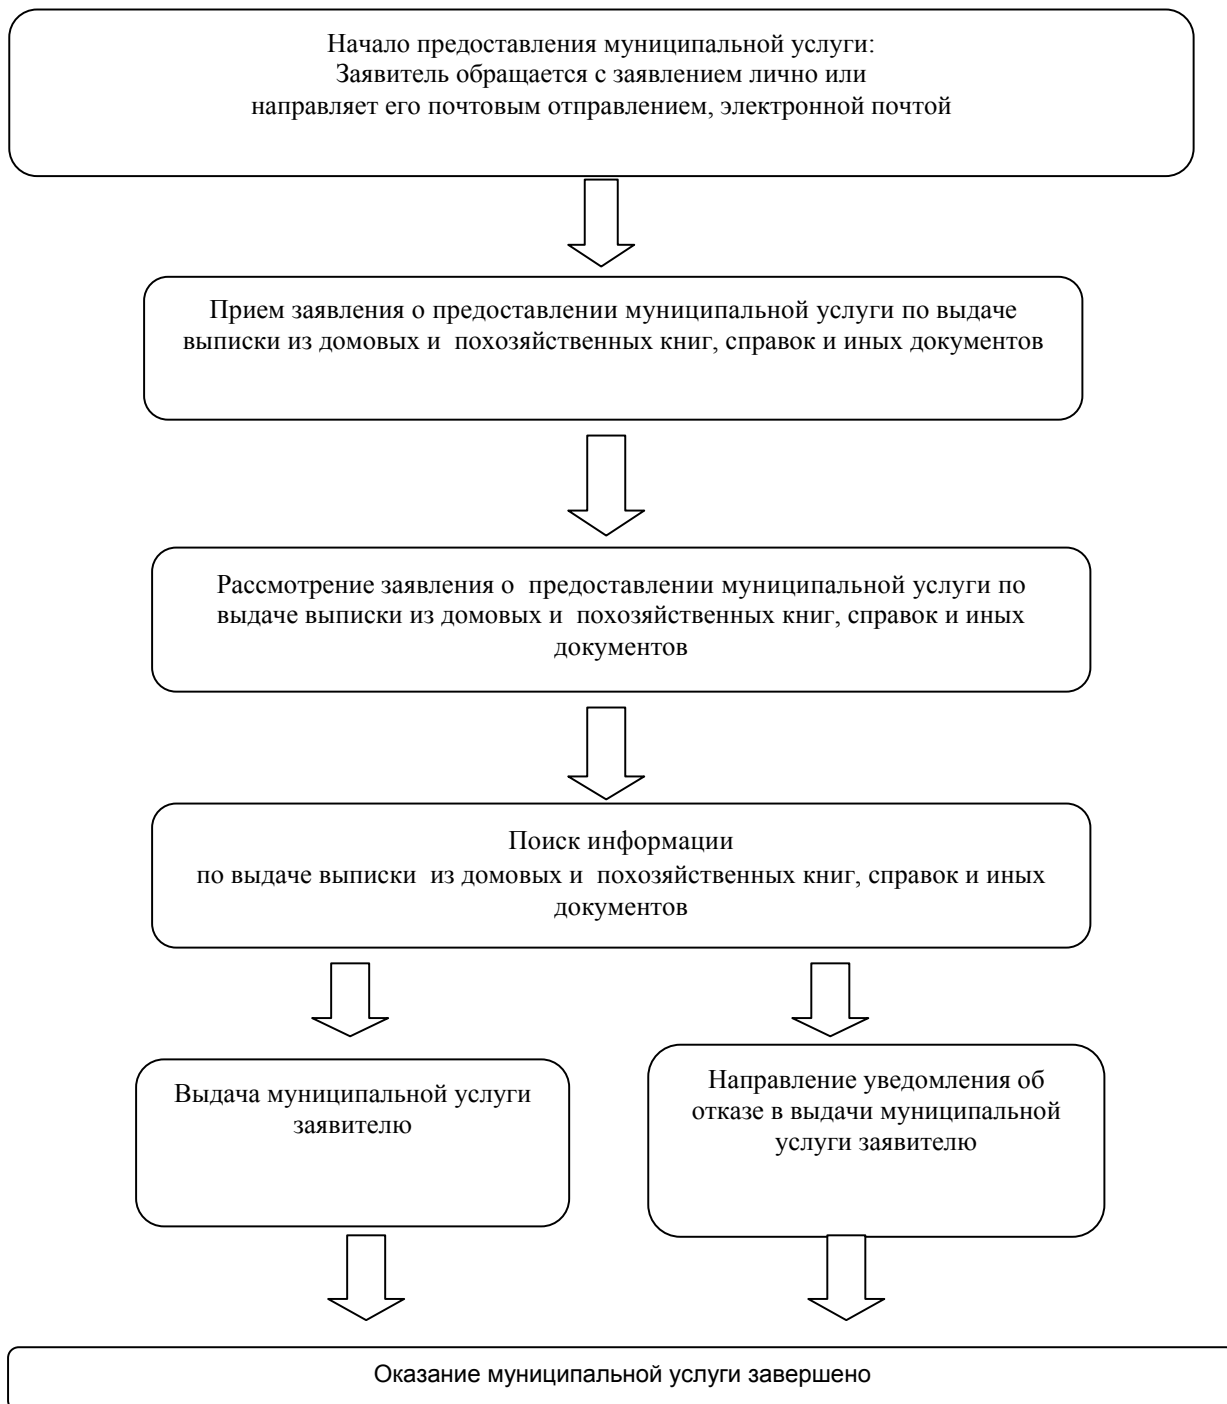 Начало предоставления муниципальной услуги:
Заявитель обращается с заявлением лично или
направляет его почтовым отправлением, электронной почтой
Прием заявления о предоставлении муниципальной услуги по выдаче
выписки из домовых и похозяйственных книг, справок и иных документов
Рассмотрение заявления о предоставлении муниципальной услуги по
выдаче выписки из домовых и похозяйственных книг, справок и иных
документов
Поиск информации
по выдаче выписки из домовых и похозяйственных книг, справок и иных
документов
Выдача муниципальной услуги
заявителю
Направление уведомления об
отказе в выдачи муниципальной
услуги заявителю
Оказание муниципальной услуги завершено